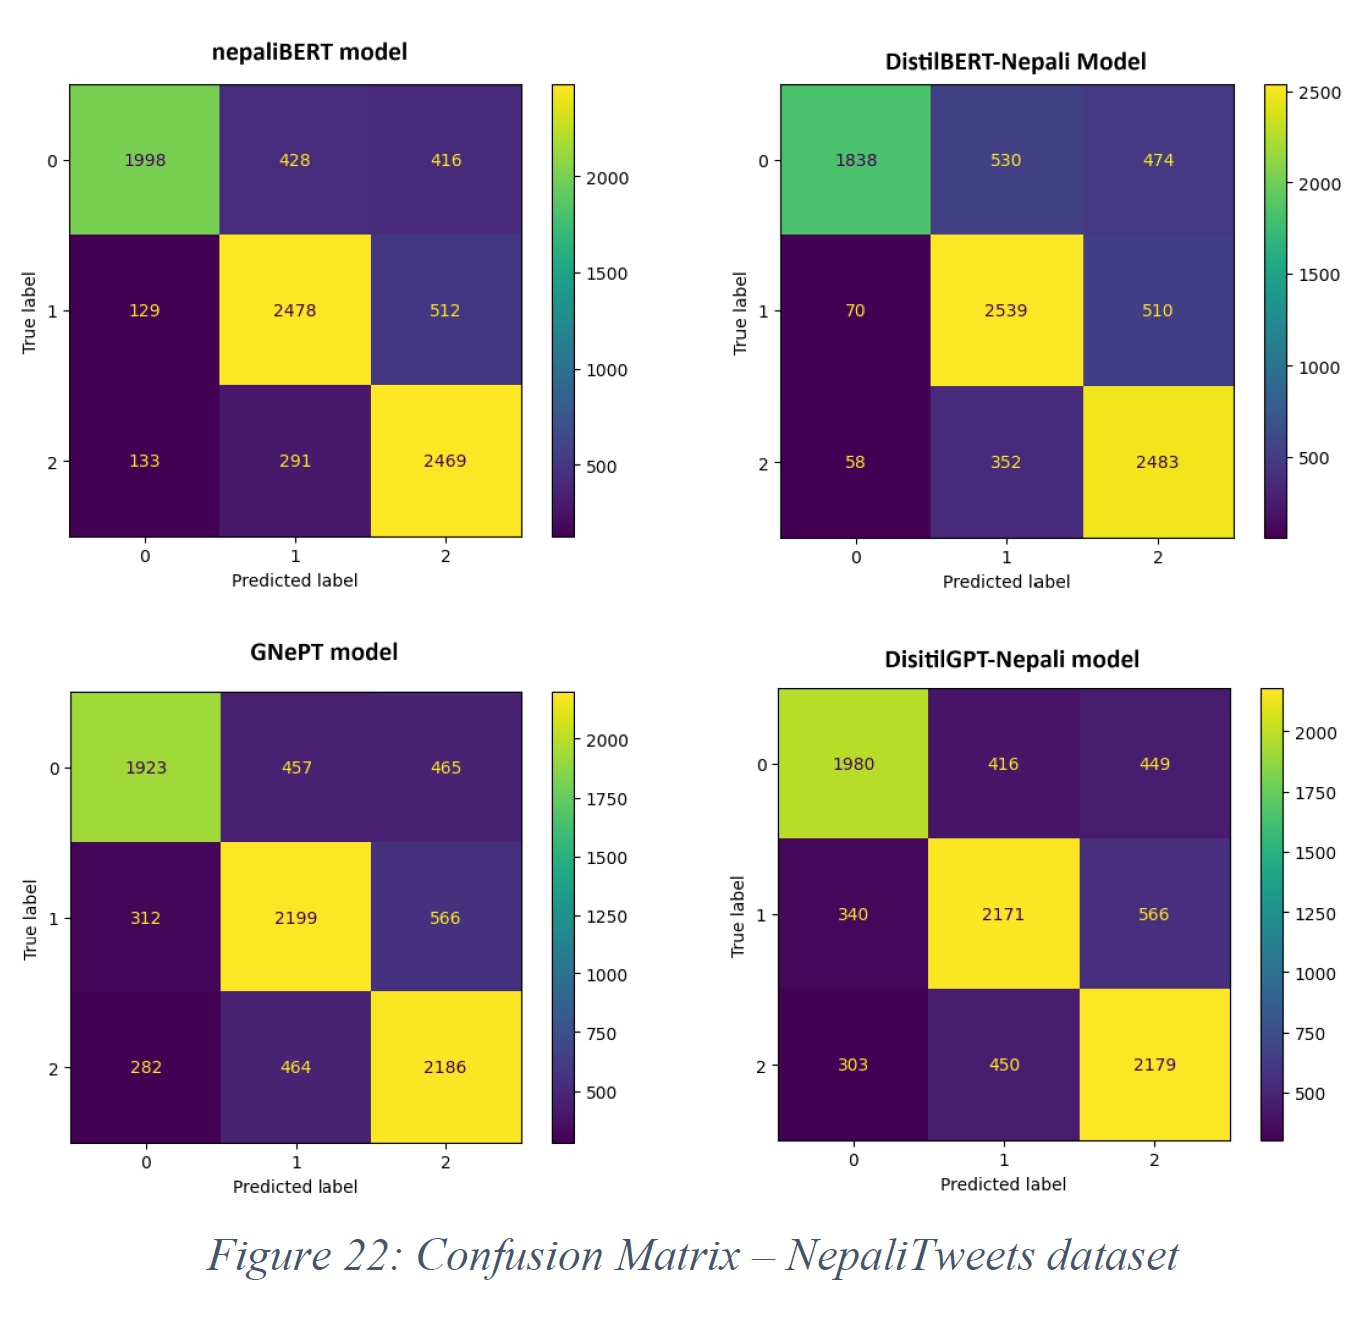 nepaliBERT model
0 1998 428 416
1 129 2478 512
2 133 291 2469
0 1 2
Predicted label
True label
2000
1500
1000
500
DistilBERT-Nepali Model
0 1838 530 474
1 70 2539 510
2 58 352 2483
0 1 2
Predicted label
True label
2500
2000
1500
1000
500
GNePT model
0 1923 457 465
1 312 2199 566
2 282 464 2186
0 1 2
Predicted label
True label
2000
1750
1500
1250
1000
750
500
DisitilGPT-Nepali model
0 1980 416 449
1 340 2171 566
2 303 450 2179
0 1 2
Predicted label
True label
2000
1750
1500
1250
1000
750
500
Figure 22: Confusion Matrix – NepaliTweets dataset